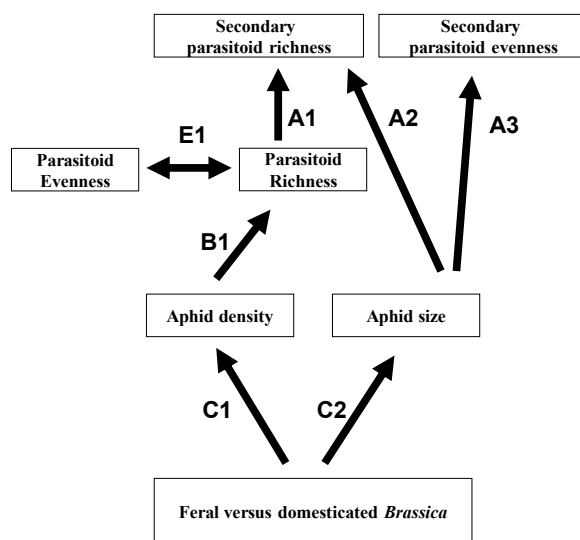 Secondary
parasitoid richness
Secondary
parasitoid evenness
A1
A2
A3
E1
Parasitoid
Evenness
Parasitoid
Richness
B1
Aphid density
Aphid size
C1
C2
Feral versus domesticated Brassica